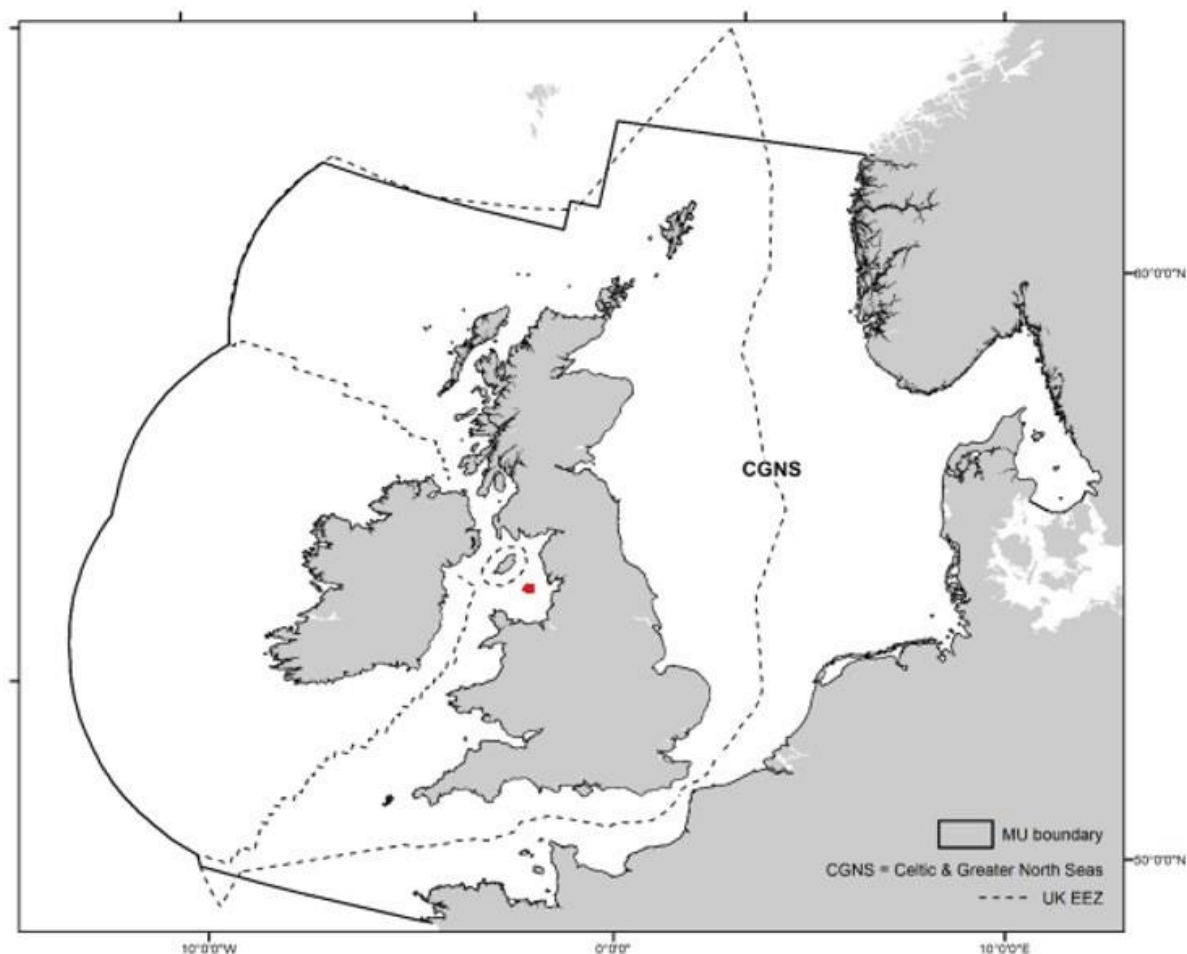 60°0'0"N
CGNS
MU boundary
CGNS = Celtic & Greater North Seas
50°0'0"N
UK EEZ
10°0'0"W
0°0'0"
10°0'0"E